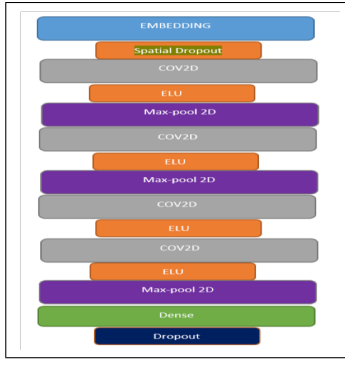 EMBEDDING
Spatial Dropout
COV2D
ELU
Max-pool 2D
COV2D
ELU
Max-pool 2D
COV2D
ELU
COV2D
ELU
Max-pool 2D
Dense
Dropout